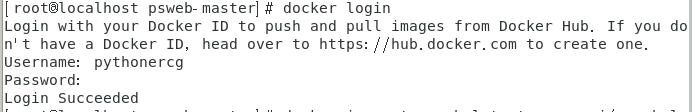 [root@localhost psweb-master]# docker login
Login with your Docker ID to push and pull images from Docker Hub. If you do
n't have a Docker ID, head over to https://hub.docker.com to create one.
Username: pythonercg
Password:
Login Succeeded